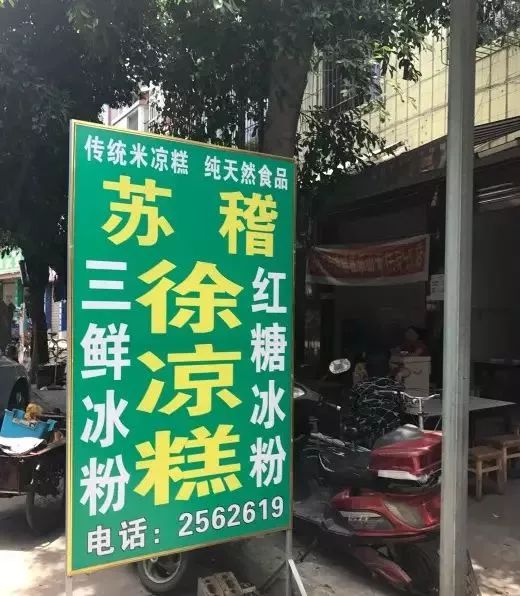 传统米凉糕 纯天然食品
苏稽
三鲜冰粉
徐凉糕
红糖冰粉
电话：2562619